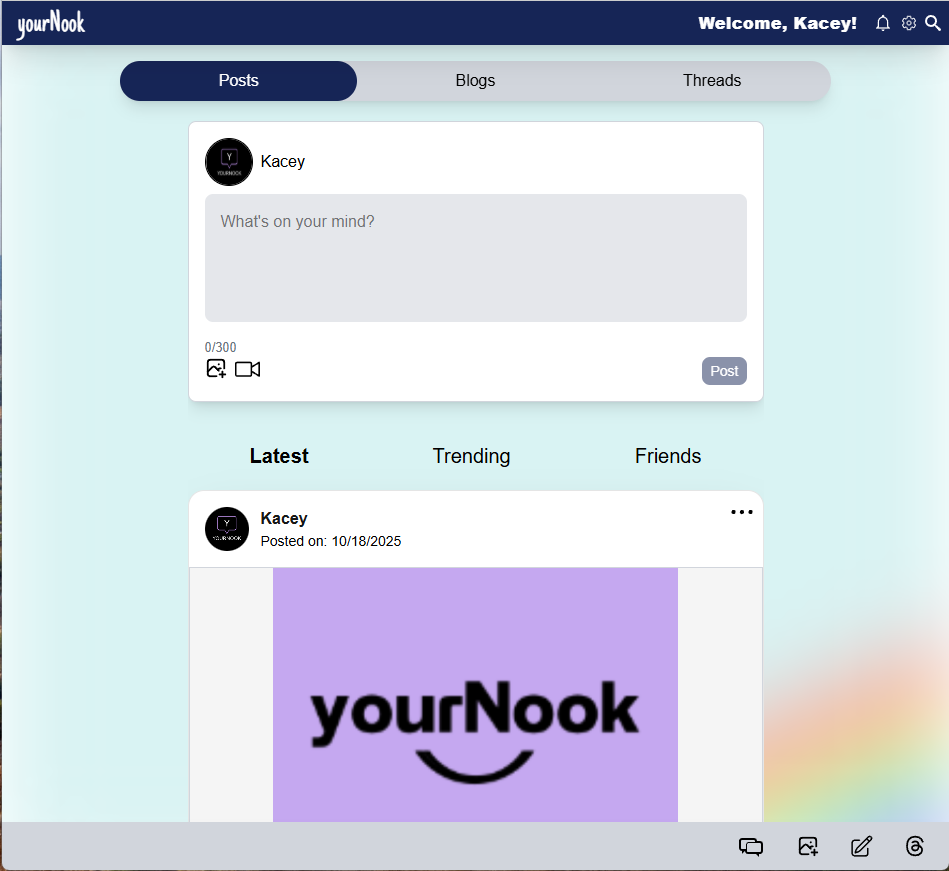 yourNook
Welcome, Kacey!
Posts Blogs Threads
Y
YOURNOOK
Kacey
What's on your mind?
0/300
Post
Latest Trending Friends
Y
YOURNOOK
Kacey
Posted on: 10/18/2025
yourNook